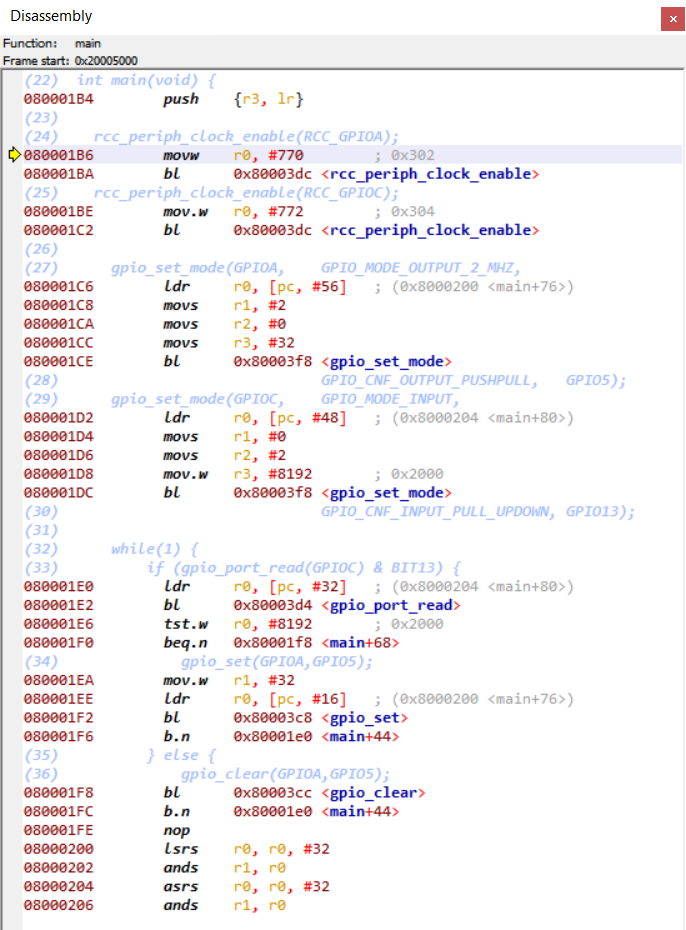 Disassembly
Function: main
Frame start: 0x20005000
(22) int main(void) {
080001B4 push {r3, lr}
(23)
(24) rcc_periph_clock_enable(RCC_GPIOA);
080001B6 movw r0, #770 ; 0x302
080001BA bl 0x80003dc <rcc_periph_clock_enable>
(25) rcc_periph_clock_enable(RCC_GPIOC);
080001BE mov.w r0, #772 ; 0x304
080001C2 bl 0x80003dc <rcc_periph_clock_enable>
(26)
(27) gpio_set_mode(GPIOA, GPIO_MODE_OUTPUT_2_MHZ,
080001C6 ldr r0, [pc, #56] ; (0x8000200 <main+76>)
080001C8 movs r1, #2
080001CA movs r2, #0
080001CC movs r3, #32
080001CE bl 0x80003f8 <gpio_set_mode>
(28) GPIO_CNF_OUTPUT_PUSHPULL, GPIO5);
(29) gpio_set_mode(GPIOC, GPIO_MODE_INPUT,
080001D2 ldr r0, [pc, #48] ; (0x8000204 <main+80>)
080001D4 movs r1, #0
080001D6 movs r2, #2
080001D8 mov.w r3, #8192 ; 0x2000
080001DC bl 0x80003f8 <gpio_set_mode>
(30) GPIO_CNF_INPUT_PULL_UPDOWN, GPIO13);
(31)
(32) while(1) {
(33) if (gpio_port_read(GPIOC) & BIT13) {
080001E0 ldr r0, [pc, #32] ; (0x8000204 <main+80>)
080001E2 bl 0x80003d4 <gpio_port_read>
080001E6 tst.w r0, #8192 ; 0x2000
080001F0 beq.n 0x80001f8 <main+68>
(34) gpio_set(GPIOA,GPIO5);
080001EA mov.w r1, #32
080001EE ldr r0, [pc, #16] ; (0x8000200 <main+76>)
080001F2 bl 0x80003c8 <gpio_set>
080001F6 b.n 0x80001e0 <main+44>
(35) } else {
(36) gpio_clear(GPIOA,GPIO5);
080001F8 bl 0x80003cc <gpio_clear>
080001FC b.n 0x80001e0 <main+44>
080001FE nop
08000200 lsrs r0, r0, #32
08000202 ands r1, r0
08000204 asrs r0, r0, #32
08000206 ands r1, r0